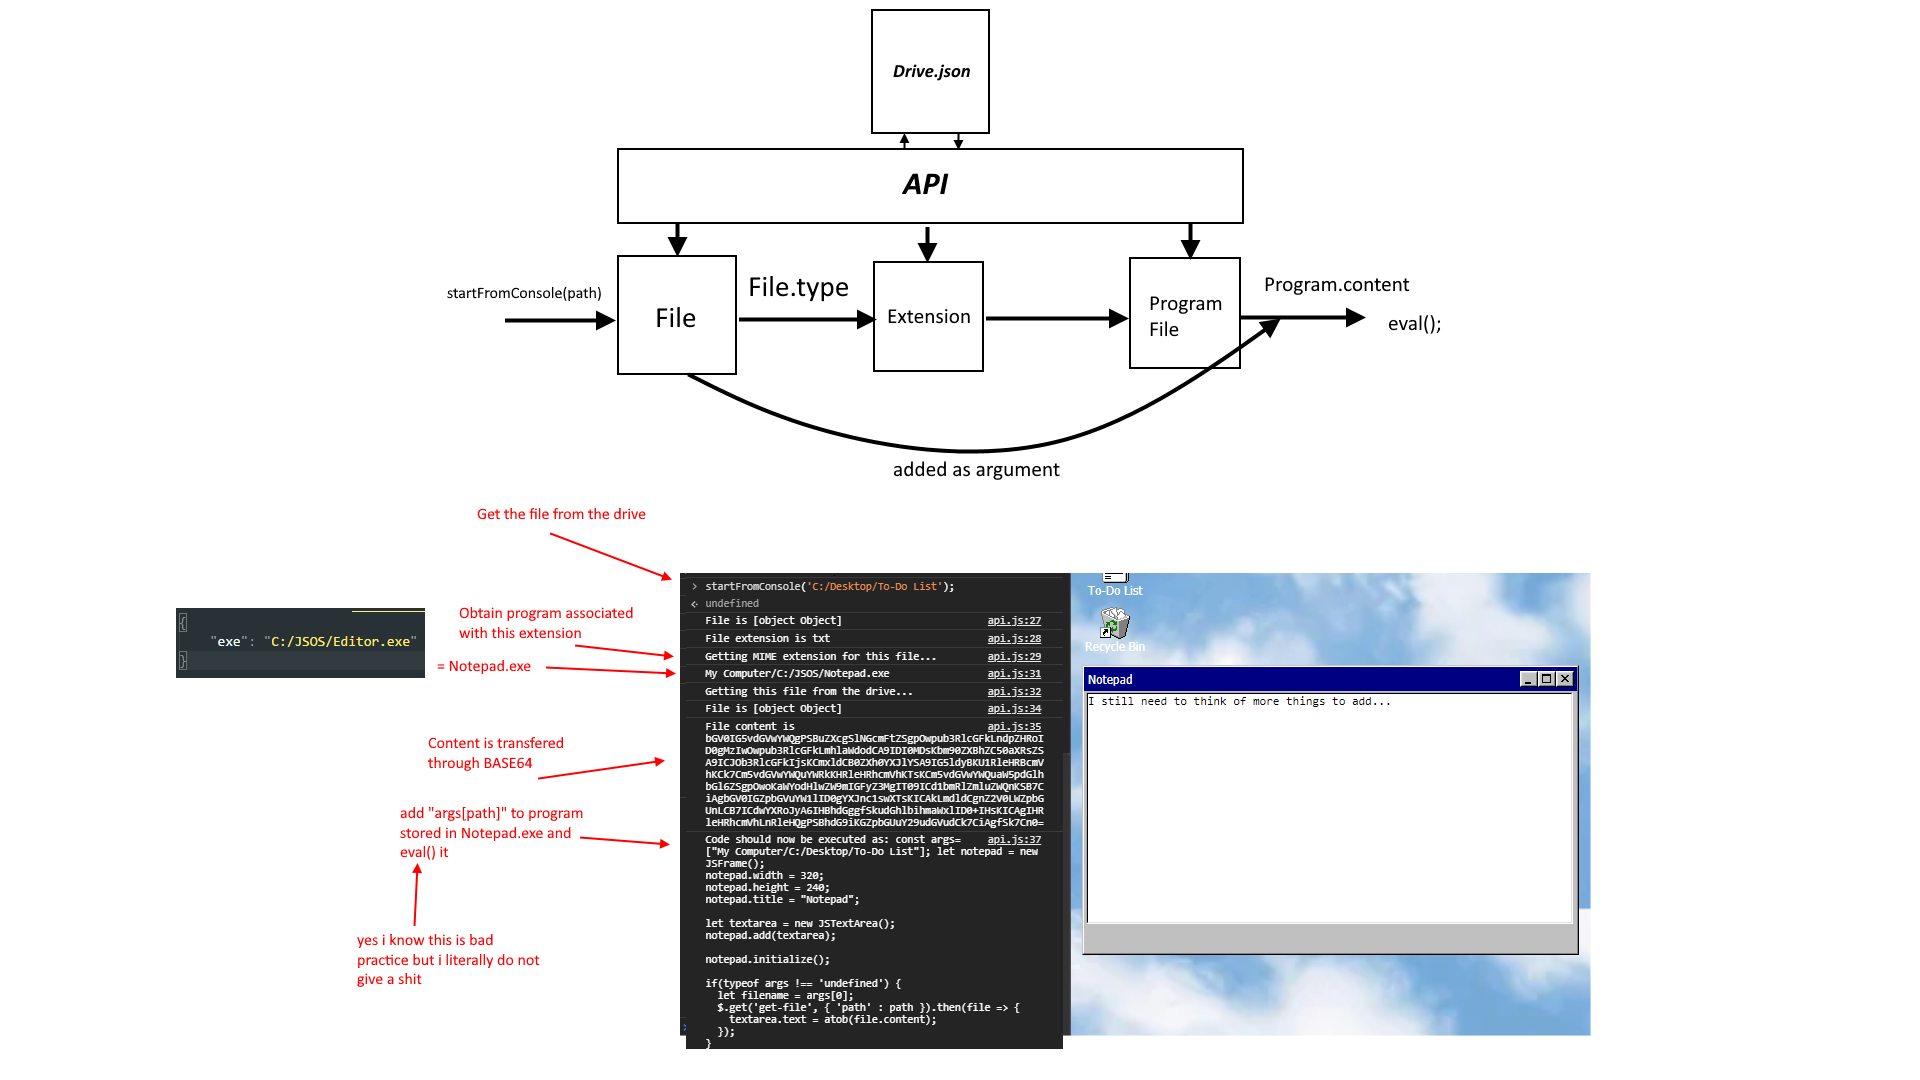 Drive.json
API
startFromConsole(path)
File
File.type
Extension
Program
File
Program.content
eval();
added as argument
Get the file from the drive
{
"exe": "C:/JSOS/Editor.exe"
}
Obtain program associated
with this extension
= Notepad.exe
Content is transfered
through BASE64
add "args[path]" to program
stored in Notepad.exe and
eval() it
yes i know this is bad
practice but i literally do not
give a shit
> startFromConsole('C:/Desktop/To-Do List');
undefined
File is [object Object] api.js:27
File extension is txt api.js:28
Getting MIME extension for this file... api.js:29
My Computer/C:/JSOS/Notepad.exe api.js:31
Getting this file from the drive... api.js:32
File is [object Object] api.js:34
File content is api.js:35
Code should now be executed as: const args= api.js:37
["My Computer/C:/Desktop/To-Do List"]; let notepad = new
JSFrame();
notepad.width = 320;
notepad.height = 240;
notepad.title = "Notepad";
let textarea = new JSTextArea();
notepad.add(textarea);
notepad.initialize();
if(typeof args !== 'undefined') {
let filename = args[0];
$.get('get-file', { 'path' : path }).then(file => {
textarea.text = atob(file.content);
});
}
To-Do List
Recycle Bin
Notepad
I still need to think of more things to add...